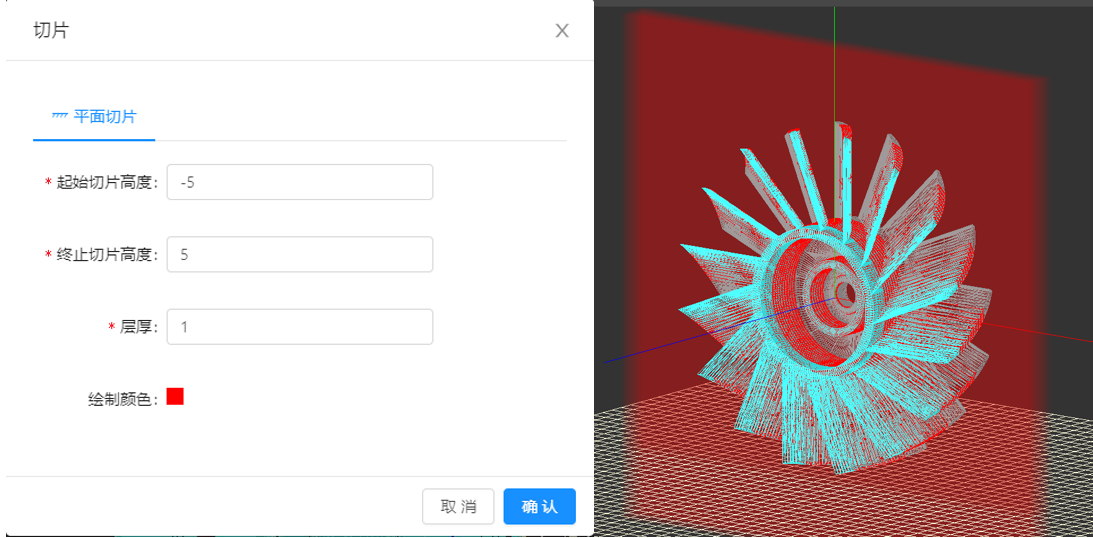 切片
平面切片
* 起始切片高度: -5
* 终止切片高度: 5
* 层厚: 1
绘制颜色:
取 消 确 认